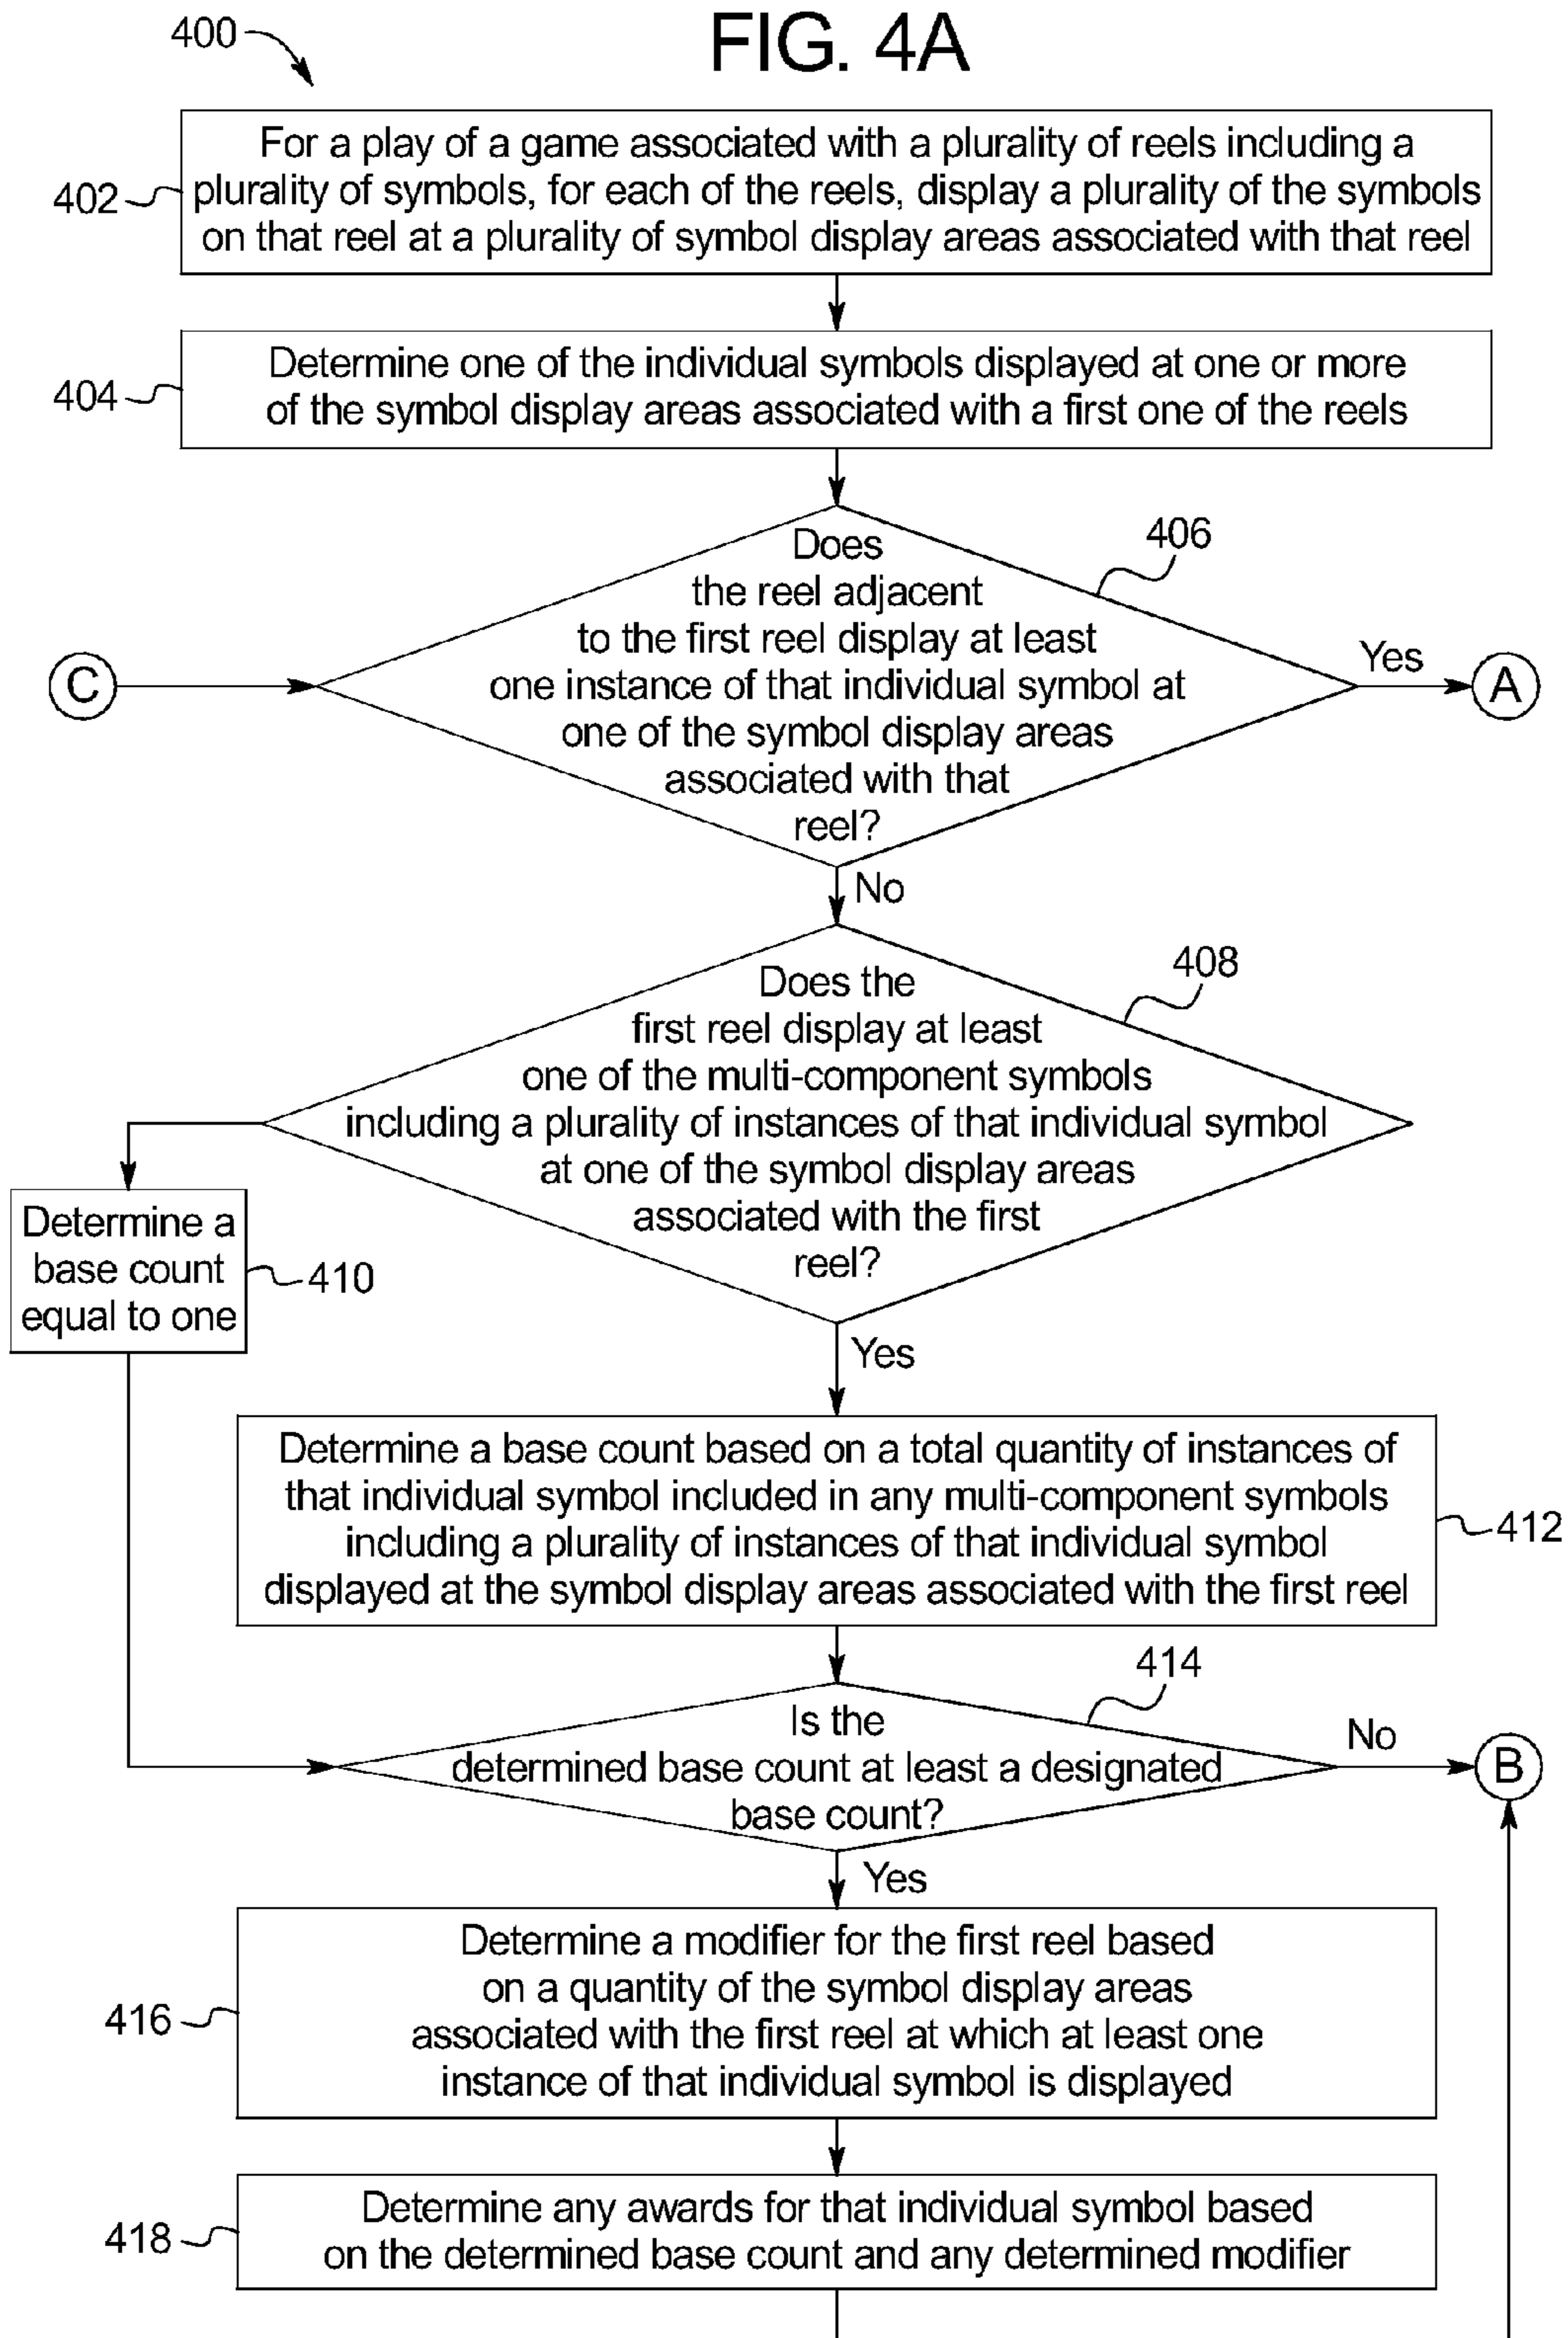 FIG. 4A
400
For a play of a game associated with a plurality of reels including a
plurality of symbols, for each of the reels, display a plurality of the symbols
on that reel at a plurality of symbol display areas associated with that reel
402
Determine one of the individual symbols displayed at one or more
of the symbol display areas associated with a first one of the reels
404
Does
the reel adjacent
to the first reel display at least
one instance of that individual symbol at
one of the symbol display areas
associated with that
reel?
406
C
Yes
A
No
Does the
first reel display at least
one of the multi-component symbols
including a plurality of instances of that individual symbol
at one of the symbol display areas
associated with the first
reel?
408
Determine a
base count
equal to one
410
Yes
Determine a base count based on a total quantity of instances of
that individual symbol included in any multi-component symbols
including a plurality of instances of that individual symbol
displayed at the symbol display areas associated with the first reel
412
Is the
determined base count at least a designated
base count?
414
No
B
Yes
Determine a modifier for the first reel based
on a quantity of the symbol display areas
associated with the first reel at which at least one
instance of that individual symbol is displayed
416
Determine any awards for that individual symbol based
on the determined base count and any determined modifier
418